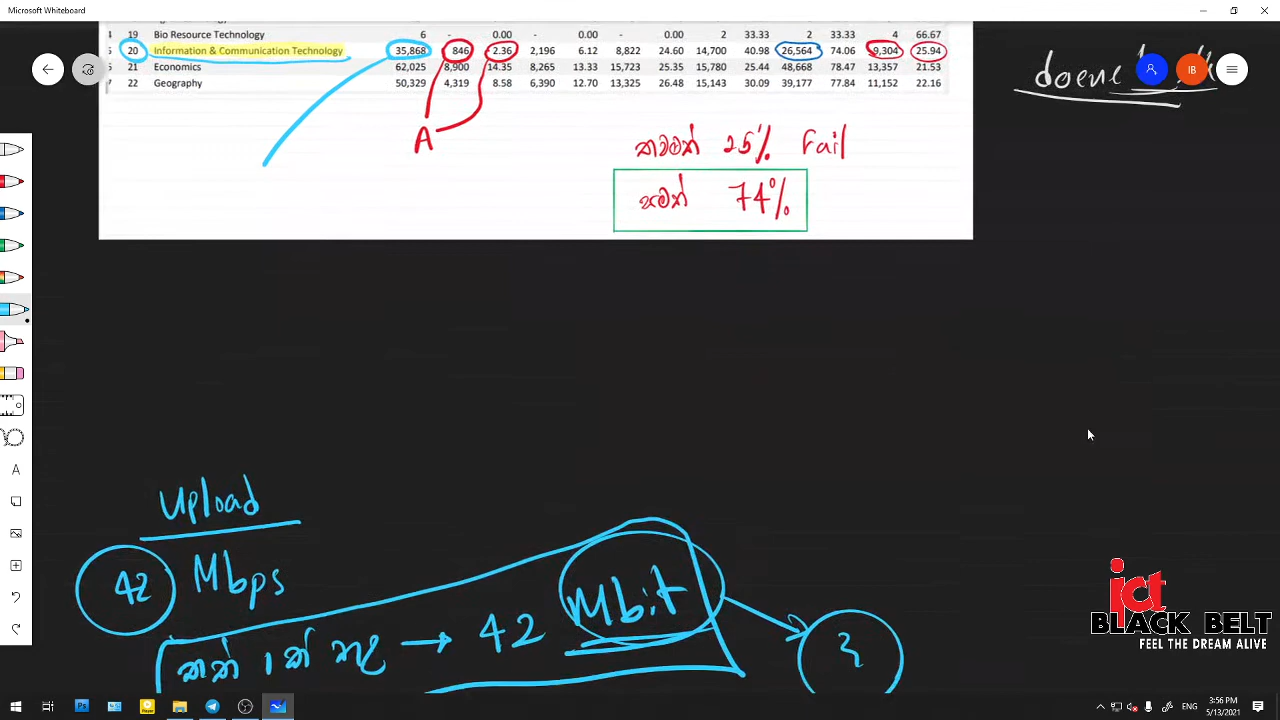 Microsoft Whiteboard
19 Bio Resource Technology 6 - 0.00 - 0.00 - 0.00 2 33.33 2 33.33 4 66.67
20 Information & Communication Technology 35,868 846 2.36 2,196 6.12 8,822 24.60 14,700 40.98 26,564 74.06 9,304 25.94
21 Economics 62,025 8,900 14.35 8,265 13.33 15,723 25.35 15,780 25.44 48,668 78.47 13,357 21.53
22 Geography 50,329 4,319 8.58 6,390 12.70 13,325 26.48 15,143 30.09 39,177 77.84 11,152 22.16
IB
A
25% Fail
සමත් 74%
Upload
42 Mbps
තත් 1ක් තුල → 42 Mbit
ict
BLACK BELT
FEEL THE DREAM ALIVE
3:56 PM
5/13/2021